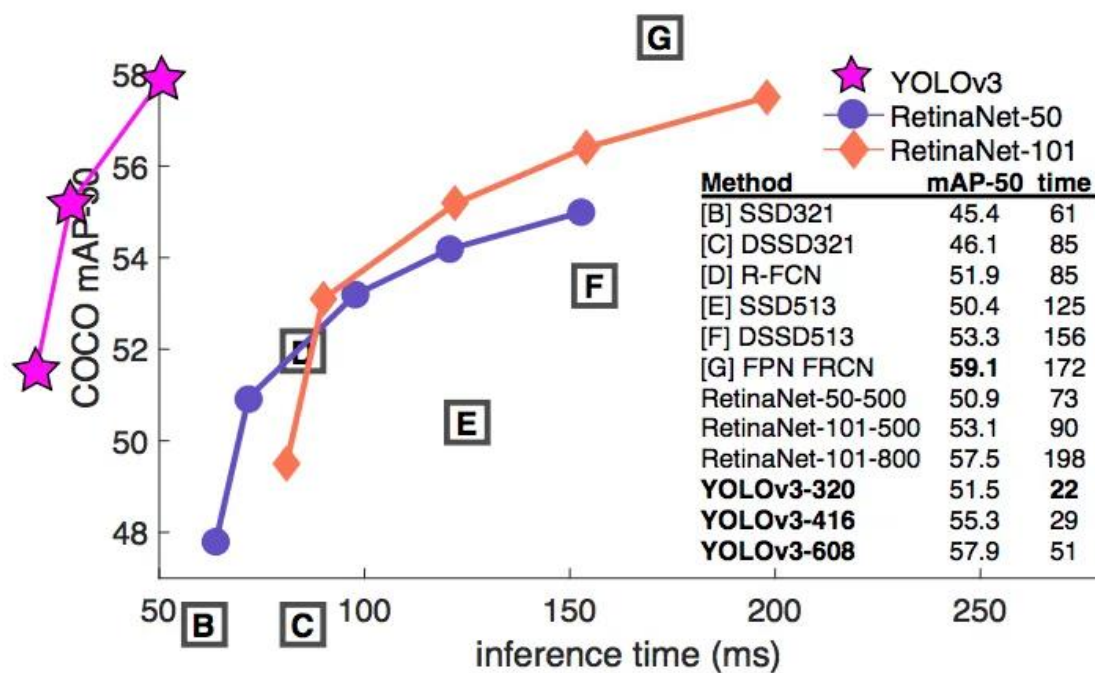 G
58
56
54
52
50
48
COCO mAP-50
D
F
E
YOLOv3
RetinaNet-50
RetinaNet-101
Method mAP-50 time
[B] SSD321 45.4 61
[C] DSSD321 46.1 85
[D] R-FCN 51.9 85
[E] SSD513 50.4 125
[F] DSSD513 53.3 156
[G] FPN FRCN 59.1 172
RetinaNet-50-500 50.9 73
RetinaNet-101-500 53.1 90
RetinaNet-101-800 57.5 198
YOLOv3-320 51.5 22
YOLOv3-416 55.3 29
YOLOv3-608 57.9 51
50 100 150 200 250
B C
inference time (ms)